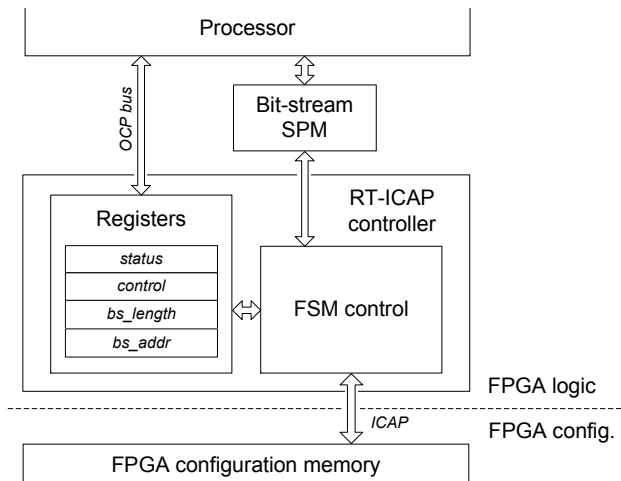 Processor
OCP bus
Bit-stream
SPM
RT-ICAP
controller
Registers
status
control
bs_length
bs_addr
FSM control
FPGA logic
ICAP
FPGA config.
FPGA configuration memory